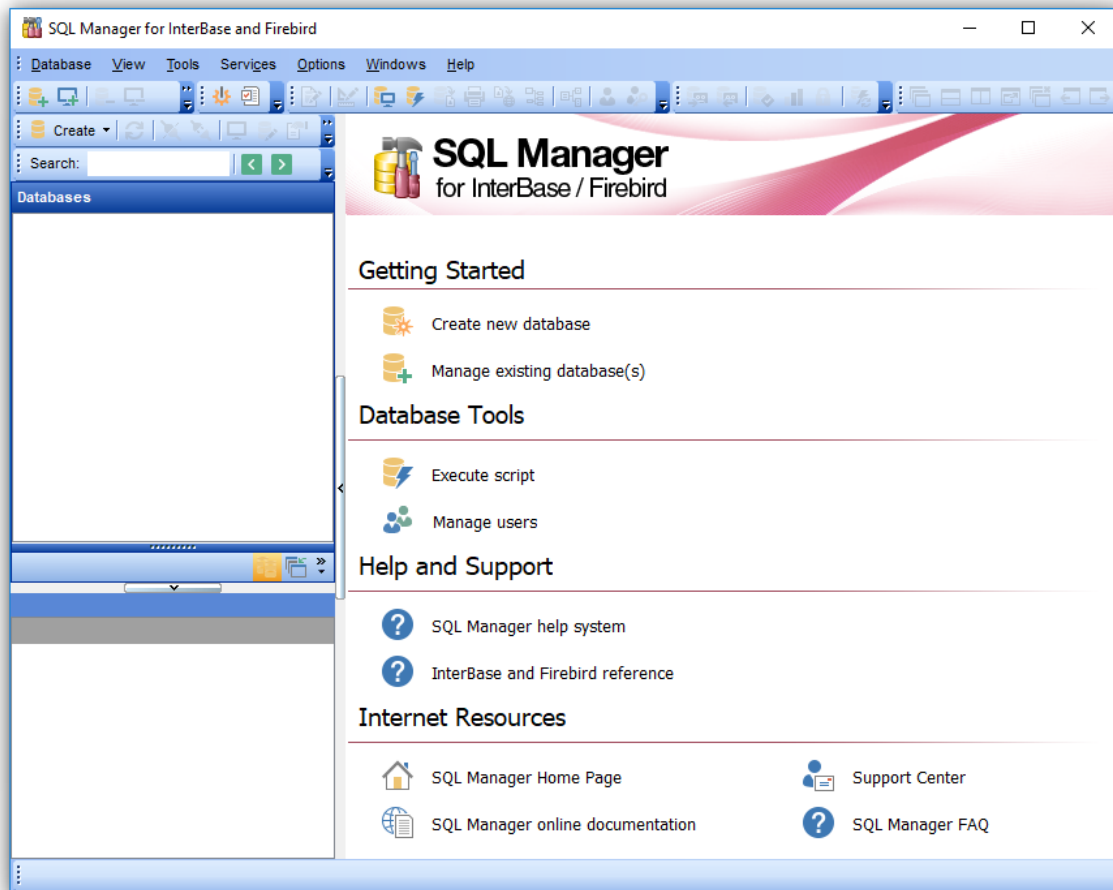 SQL Manager for InterBase and Firebird
Database View Tools Services Options Windows Help
Create
Search:
Databases
SQL Manager
for InterBase / Firebird
Getting Started
Create new database
Manage existing database(s)
Database Tools
Execute script
Manage users
Help and Support
SQL Manager help system
InterBase and Firebird reference
Internet Resources
SQL Manager Home Page
Support Center
SQL Manager online documentation
SQL Manager FAQ